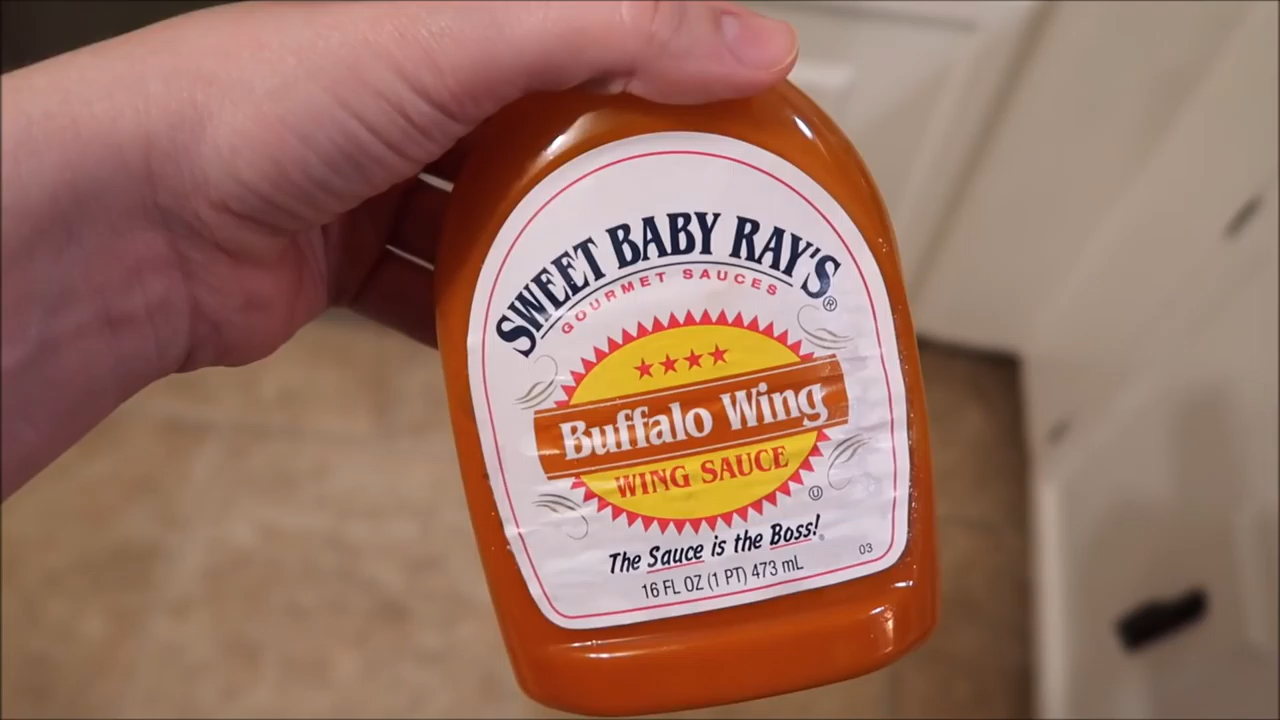 SWEET BABY RAY'S®
GOURMET SAUCES
Buffalo Wing
WING SAUCE
U
The Sauce is the Boss!
03
16 FL OZ (1 PT) 473 mL